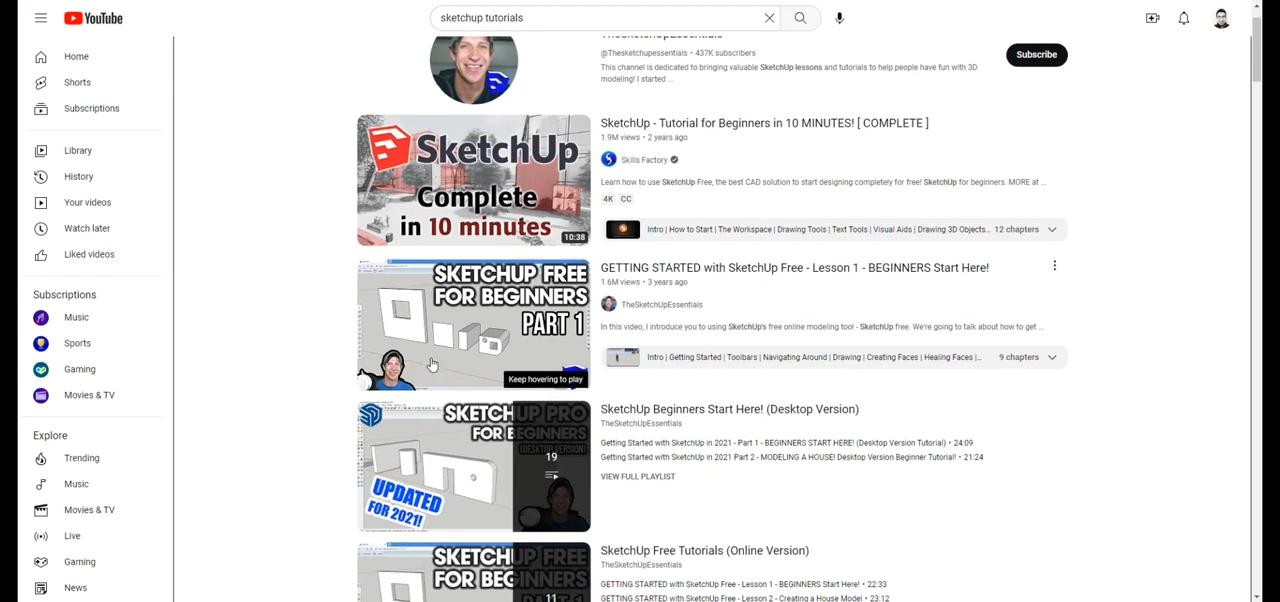 YouTube
sketchup tutorials
Home
Shorts
Subscriptions
Library
History
Your videos
Watch later
Liked videos
Subscriptions
Music
Sports
Gaming
Movies & TV
Explore
Trending
Music
Movies & TV
Live
Gaming
News
TheSketchUpEssentials
@Thesketchupessentials • 437K subscribers
This channel is dedicated to bringing valuable SketchUp lessons and tutorials to help people have fun with 3D
modeling! I started ...
Subscribe
SketchUp
Complete
in 10 minutes
10:38
SketchUp - Tutorial for Beginners in 10 MINUTES! [ COMPLETE ]
1.9M views • 2 years ago
Skills Factory
Learn how to use SketchUp Free, the best CAD solution to start designing completely for free! SketchUp for beginners. MORE at ...
4K CC
Intro | How to Start | The Workspace | Drawing Tools | Text Tools | Visual Aids | Drawing 3D Objects... 12 chapters
SKETCHUP FREE
FOR BEGINNERS
PART 1
Keep hovering to play
GETTING STARTED with SketchUp Free - Lesson 1 - BEGINNERS Start Here!
1.6M views • 3 years ago
TheSketchUpEssentials
In this video, I introduce you to using SketchUp's free online modeling tool - SketchUp free. We're going to talk about how to get ...
Intro | Getting Started | Toolbars | Navigating Around | Drawing | Creating Faces | Healing Faces |... 9 chapters
SKETCHUP PRO
FOR BEGINNERS
(DESKTOP VERSION)
19
UPDATED
FOR 2021!
SketchUp Beginners Start Here! (Desktop Version)
TheSketchUpEssentials
Getting Started with SketchUp in 2021 - Part 1 - BEGINNERS START HERE! (Desktop Version Tutorial) • 24:09
Getting Started with SketchUp in 2021 Part 2 - MODELING A HOUSE! Desktop Version Beginner Tutorial! • 21:24
VIEW FULL PLAYLIST
SKETCHUP FREE
FOR BEGINNERS
11
SketchUp Free Tutorials (Online Version)
TheSketchUpEssentials
GETTING STARTED with SketchUp Free - Lesson 1 - BEGINNERS Start Here! • 22:33
GETTING STARTED with SketchUp Free - Lesson 2 - Creating a House Model • 23:12